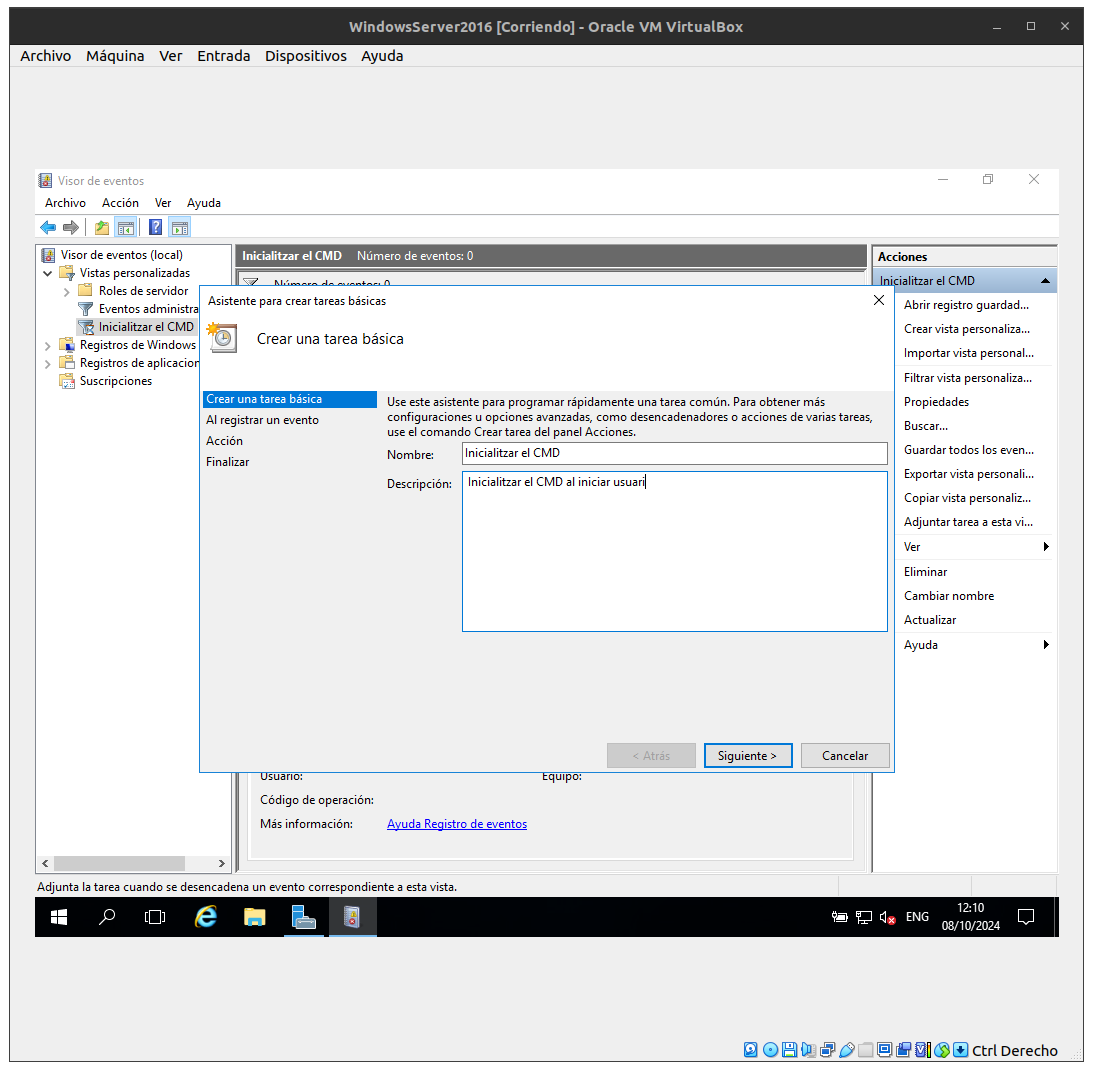 WindowsServer2016 [Corriendo] - Oracle VM VirtualBox
Archivo Máquina Ver Entrada Dispositivos Ayuda
Visor de eventos
Archivo Acción Ver Ayuda
Visor de eventos (local)
Vistas personalizadas
Roles de servidor
Eventos administra
Inicialitzar el CMD
Registros de Windows
Registros de aplicacion
Suscripciones
Inicialitzar el CMD Número de eventos: 0
Número de eventos: 0
Asistente para crear tareas básicas
Crear una tarea básica
Crear una tarea básica
Al registrar un evento
Acción
Finalizar
Use este asistente para programar rápidamente una tarea común. Para obtener más
configuraciones u opciones avanzadas, como desencadenadores o acciones de varias tareas,
use el comando Crear tarea del panel Acciones.
Nombre: Inicialitzar el CMD
Descripción: Inicialitzar el CMD al iniciar usuari
< Atrás Siguiente > Cancelar
Usuario: Equipo:
Código de operación:
Más información: Ayuda Registro de eventos
Acciones
Inicialitzar el CMD
Abrir registro guardad...
Crear vista personaliza...
Importar vista personal...
Filtrar vista personaliza...
Propiedades
Buscar...
Guardar todos los even...
Exportar vista personali...
Copiar vista personaliz...
Adjuntar tarea a esta vi...
Ver
Eliminar
Cambiar nombre
Actualizar
Ayuda
Adjunta la tarea cuando se desencadena un evento correspondiente a esta vista.
ENG 12:10
08/10/2024
Ctrl Derecho